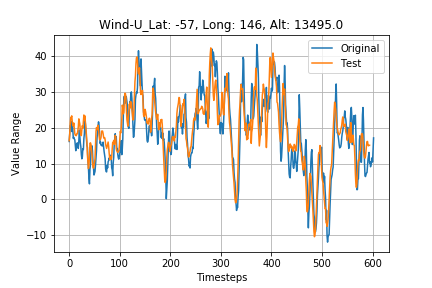 Wind-U_Lat: -57, Long: 146, Alt: 13495.0
Original
Test
Value Range
40
30
20
10
0
−10
0 100 200 300 400 500 600
Timesteps